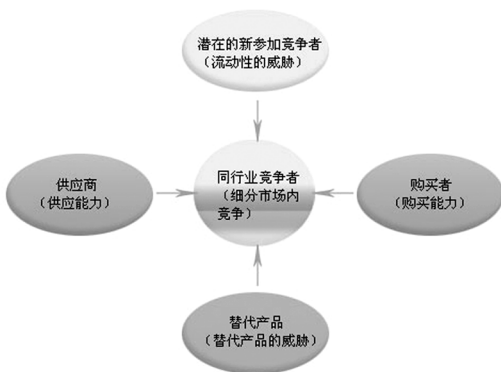 潜在的新参加竞争者
（流动性的威胁）
供应商
（供应能力）
同行业竞争者
（细分市场内
竞争）
购买者
（购买能力）
替代产品
（替代产品的威胁）